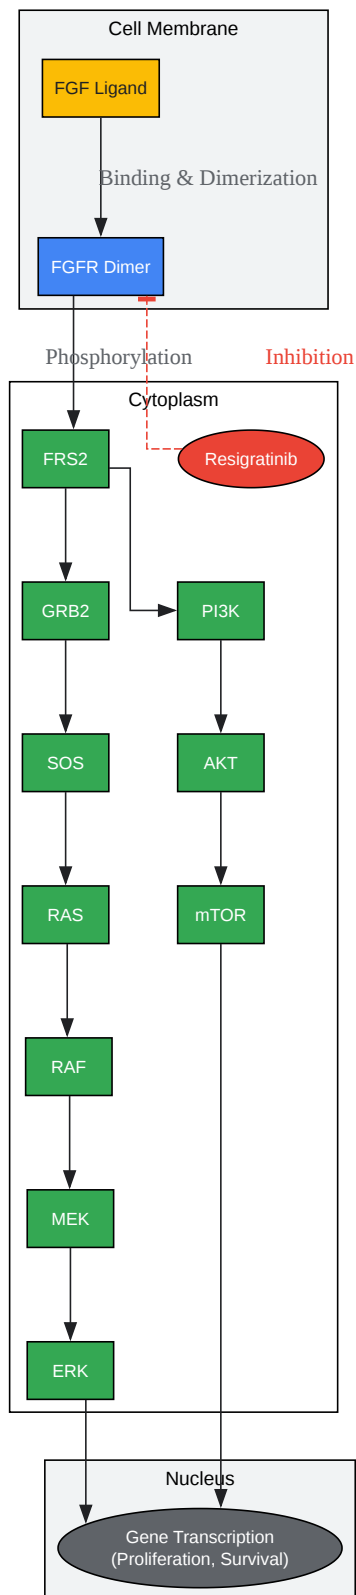 Cell Membrane
FGF Ligand
Binding & Dimerization
FGFR Dimer
Phosphorylation
Inhibition
Cytoplasm
FRS2
Resigratinib
GRB2
PI3K
SOS
AKT
RAS
mTOR
RAF
MEK
ERK
Nucleus
Gene Transcription
(Proliferation, Survival)